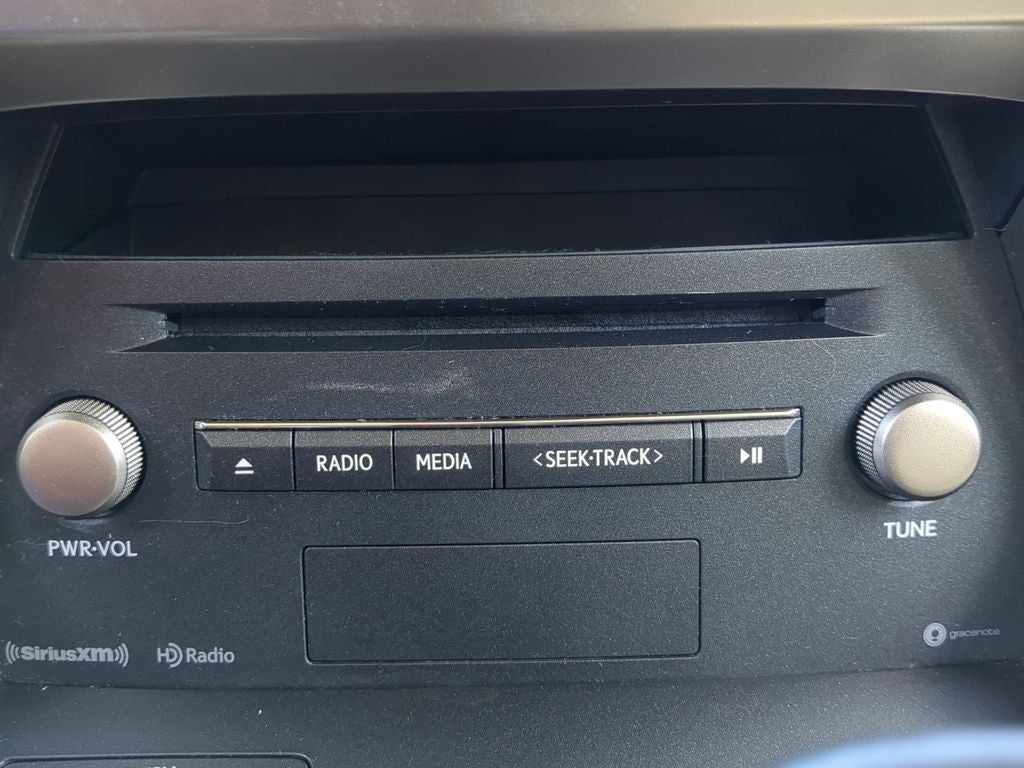 RADIO
MEDIA
<SEEK·TRACK>
PWR·VOL
TUNE
SiriusXM
HD Radio
gracenote